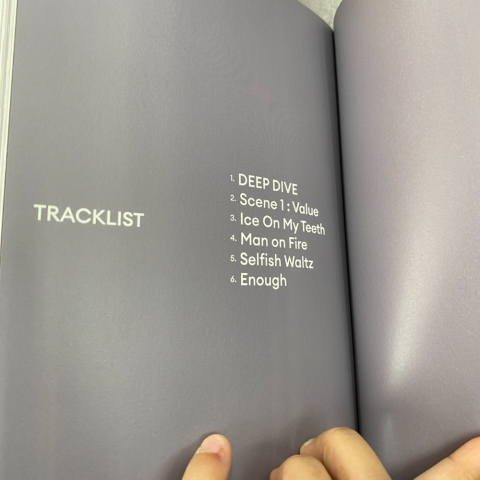 TRACKLIST
1. DEEP DIVE
2. Scene 1 : Value
3. Ice On My Teeth
4. Man on Fire
5. Selfish Waltz
6. Enough